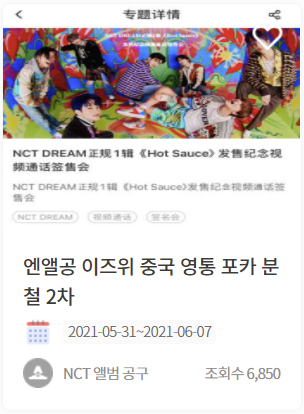 专题详情
NCT DREAM正规1辑《Hot Sauce》发售纪念视
频通话签售会
NCT DREAM正规1辑《Hot Sauce》发售纪念视频通话签售
会
NCT DREAM 视频通话 签名会
엔앨공 이즈위 중국 영통 포카 분
철 2차
2021-05-31~2021-06-07
NCT 앨범 공구 조회수 6,850